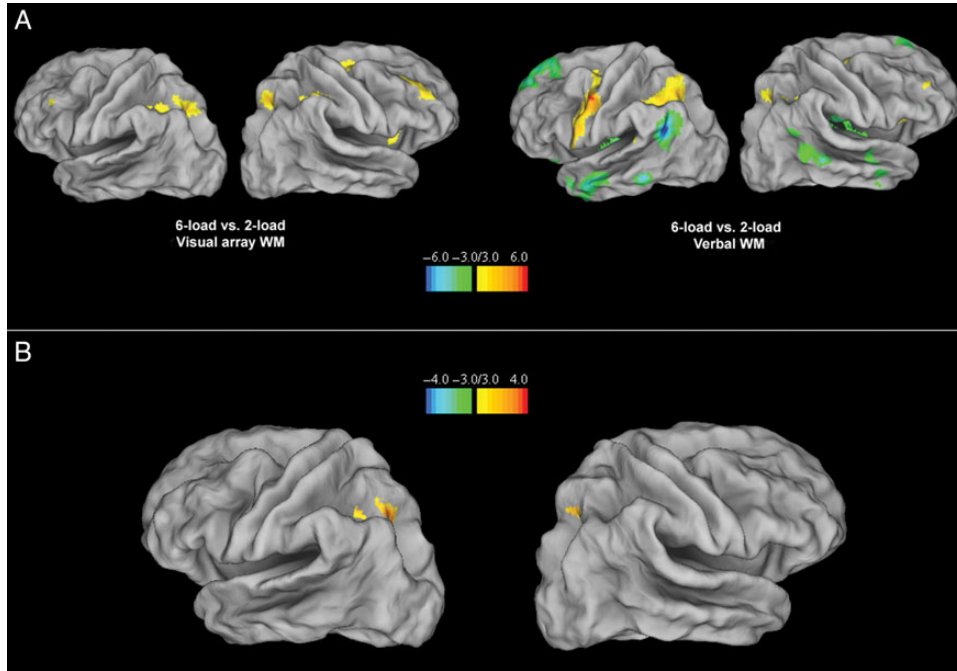 A
6-load vs. 2-load
Visual array WM
6-load vs. 2-load
Verbal WM
−6.0 −3.0/3.0 6.0
B
−4.0 −3.0/3.0 4.0